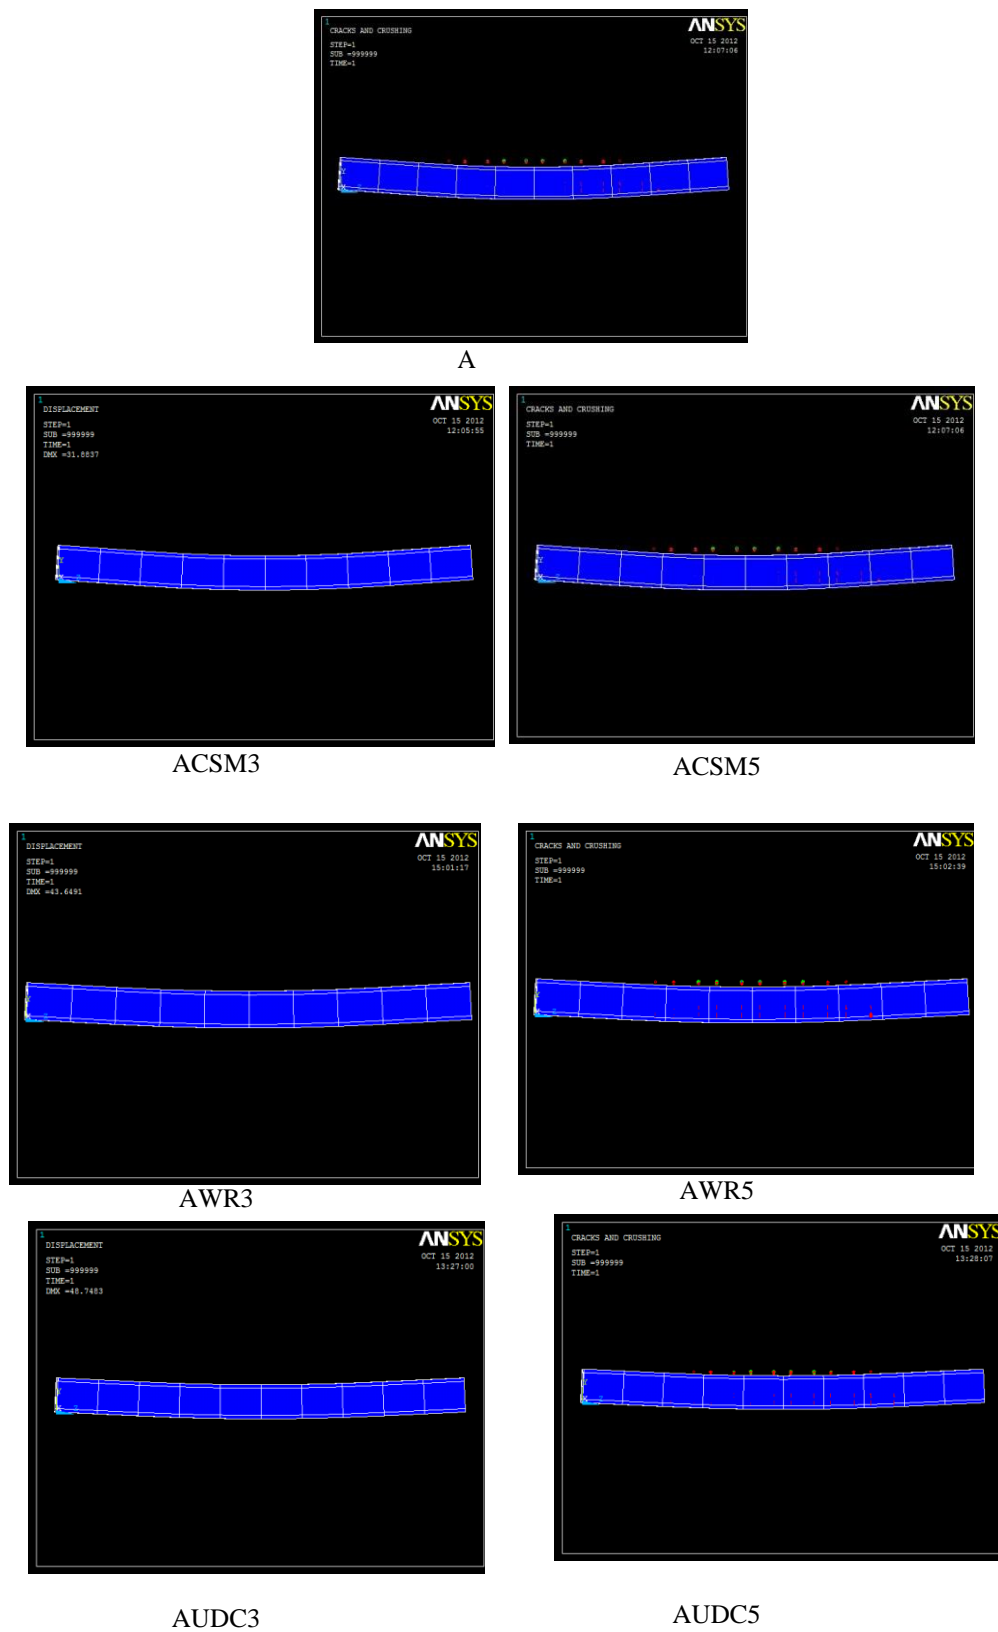 1
CRACKS AND CRUSHING
STEP=1
SUB =999999
TIME=1
ANSYS
OCT 15 2012
12:07:06
Y
X
Z
A
1
DISPLACEMENT
STEP=1
SUB =999999
TIME=1
DMX =31.8837
ANSYS
OCT 15 2012
12:05:55
Y
X
Z
ACSM3
1
CRACKS AND CRUSHING
STEP=1
SUB =999999
TIME=1
ANSYS
OCT 15 2012
12:07:06
Y
X
Z
ACSM5
1
DISPLACEMENT
STEP=1
SUB =999999
TIME=1
DMX =43.6491
ANSYS
OCT 15 2012
15:01:17
Y
X
Z
AWR3
1
CRACKS AND CRUSHING
STEP=1
SUB =999999
TIME=1
ANSYS
OCT 15 2012
15:02:39
Y
X
Z
AWR5
1
DISPLACEMENT
STEP=1
SUB =999999
TIME=1
DMX =48.7483
ANSYS
OCT 15 2012
13:27:00
Y
X
Z
AUDC3
1
CRACKS AND CRUSHING
STEP=1
SUB =999999
TIME=1
ANSYS
OCT 15 2012
13:28:07
Y
X
Z
AUDC5